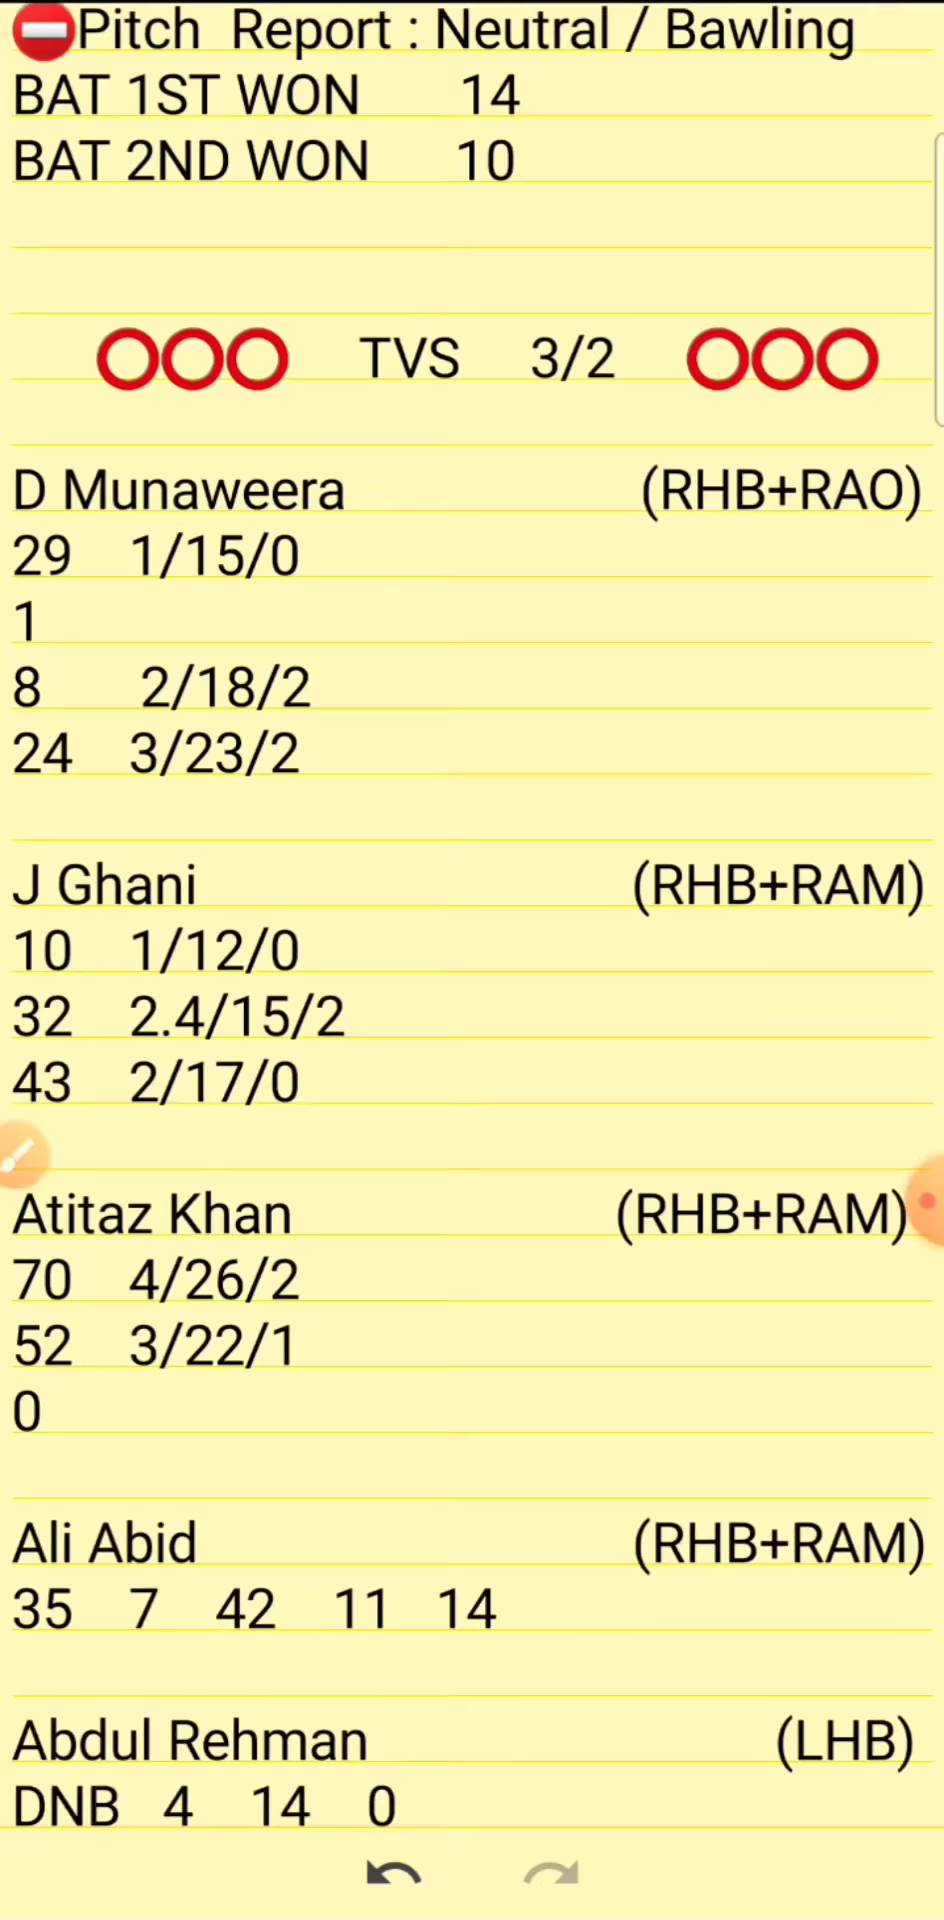 ⛔Pitch Report : Neutral / Bawling
BAT 1ST WON 14
BAT 2ND WON 10
⭕⭕⭕ TVS 3/2 ⭕⭕⭕
D Munaweera (RHB+RAO)
29 1/15/0
1
8 2/18/2
24 3/23/2
J Ghani (RHB+RAM)
10 1/12/0
32 2.4/15/2
43 2/17/0
Atitaz Khan (RHB+RAM)
70 4/26/2
52 3/22/1
0
Ali Abid (RHB+RAM)
35 7 42 11 14
Abdul Rehman (LHB)
DNB 4 14 0